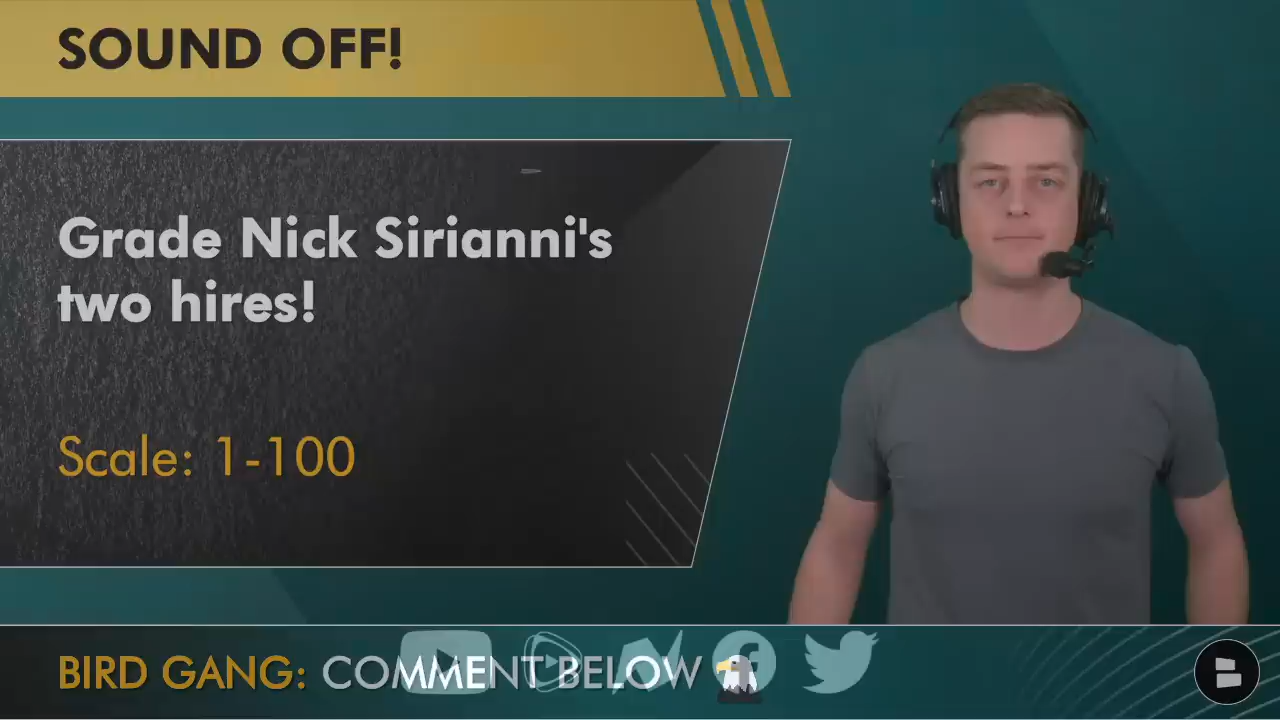 SOUND OFF!
Grade Nick Sirianni's
two hires!
Scale: 1-100
BIRD GANG: COMMENT BELOW